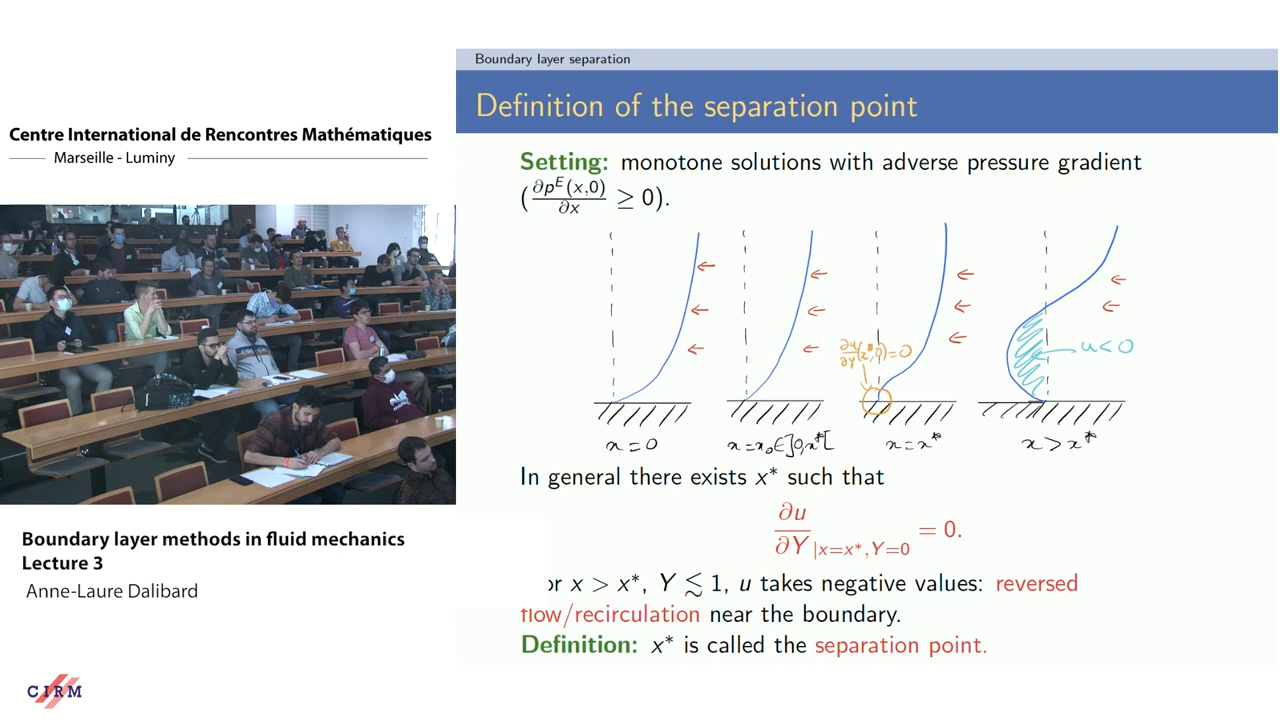 Centre International de Rencontres Mathématiques
Marseille - Luminy
Boundary layer methods in fluid mechanics
Lecture 3
Anne-Laure Dalibard
CIRM
Boundary layer separation
Definition of the separation point
Setting: monotone solutions with adverse pressure gradient
(∂p^E(x,0)/∂x ≥ 0).
∂u/∂y(x*,0)=0
u<0
x=0
x=x₀∈]0,x*[
x=x*
x>x*
In general there exists x* such that
∂u/∂Y |x=x*,Y=0 = 0.
or x > x*, Y ≲ 1, u takes negative values: reversed
flow/recirculation near the boundary.
Definition: x* is called the separation point.